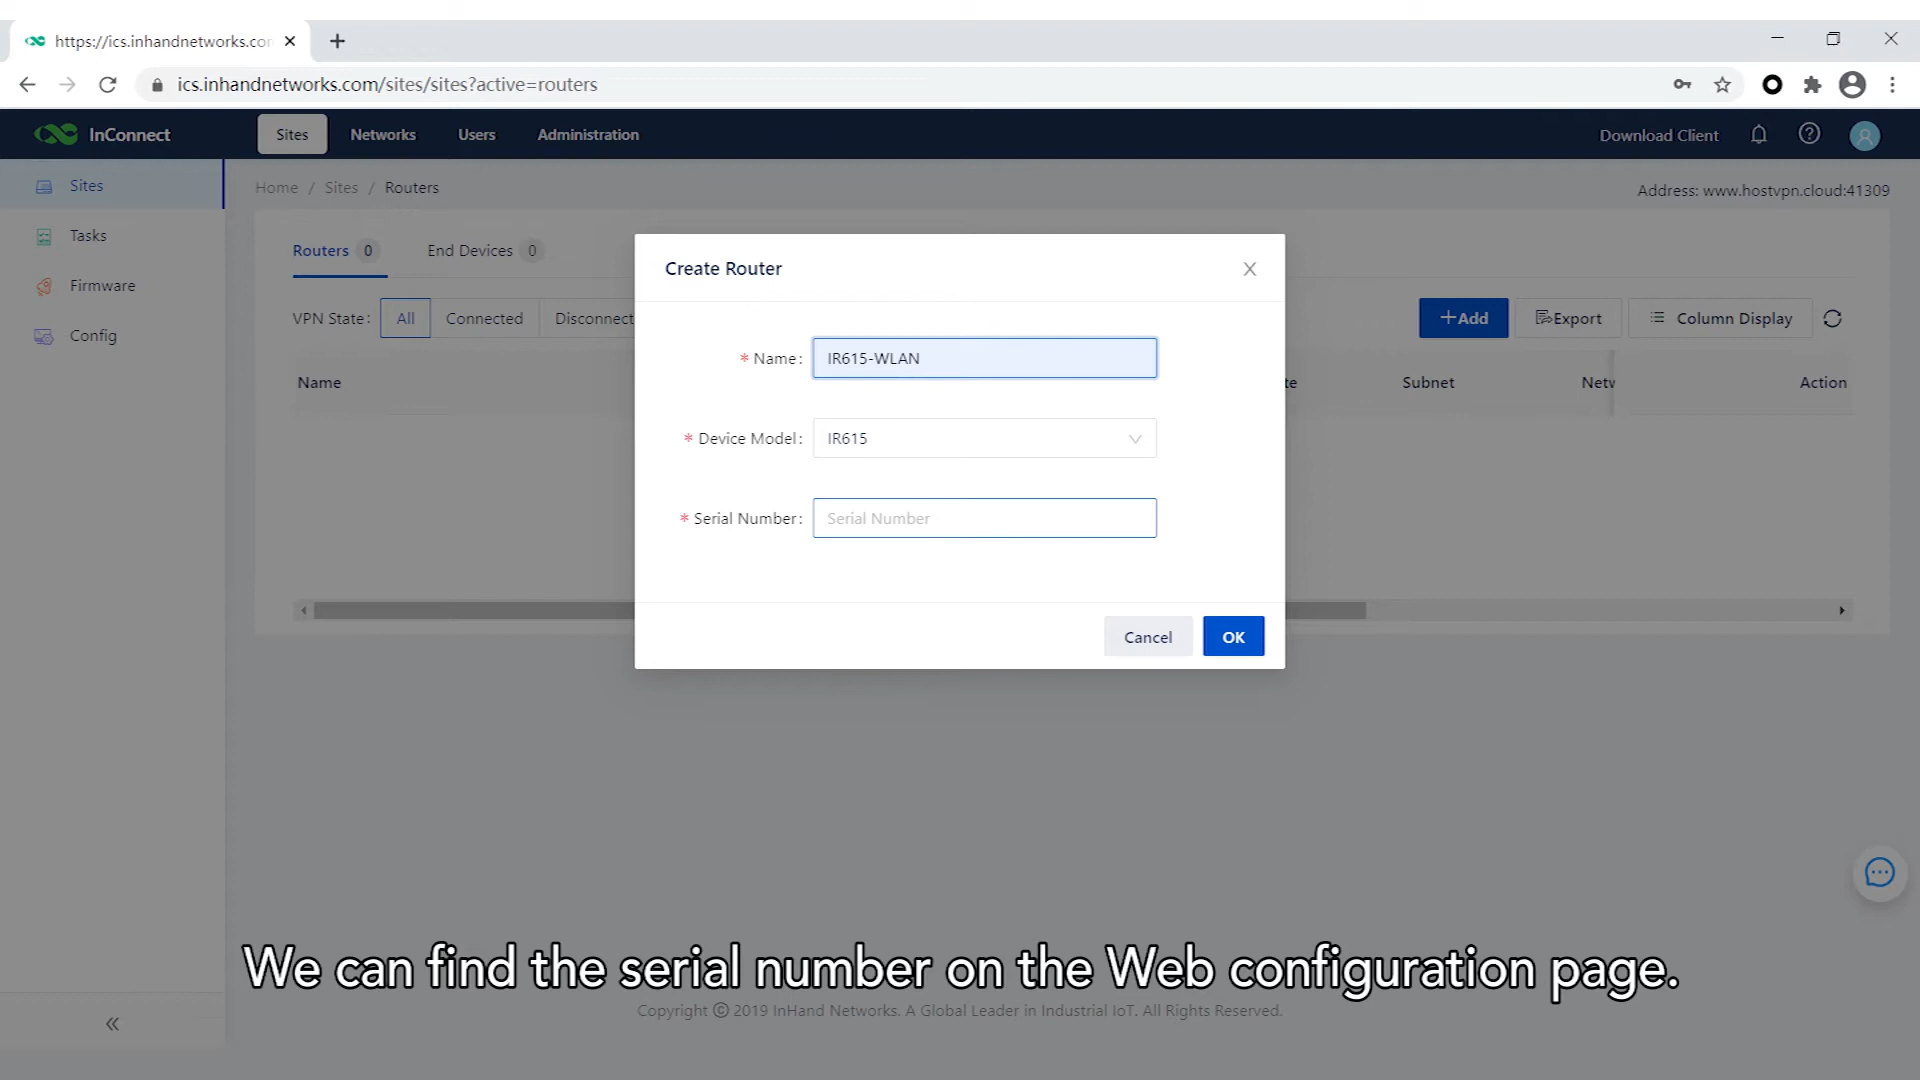 https://ics.inhandnetworks.con
ics.inhandnetworks.com/sites/sites?active=routers
InConnect
Sites
Networks
Users
Administration
Download Client
Sites
Tasks
Firmware
Config
Home / Sites / Routers
Address: www.hostvpn.cloud:41309
Routers 0
End Devices 0
VPN State:
All
Connected
Disconnect
+Add
Export
Column Display
Name
te
Subnet
Netv
Action
Create Router
* Name:
IR615-WLAN
* Device Model:
IR615
* Serial Number:
Serial Number
Cancel
OK
We can find the serial number on the Web configuration page.
Copyright © 2019 InHand Networks. A Global Leader in Industrial IoT. All Rights Reserved.